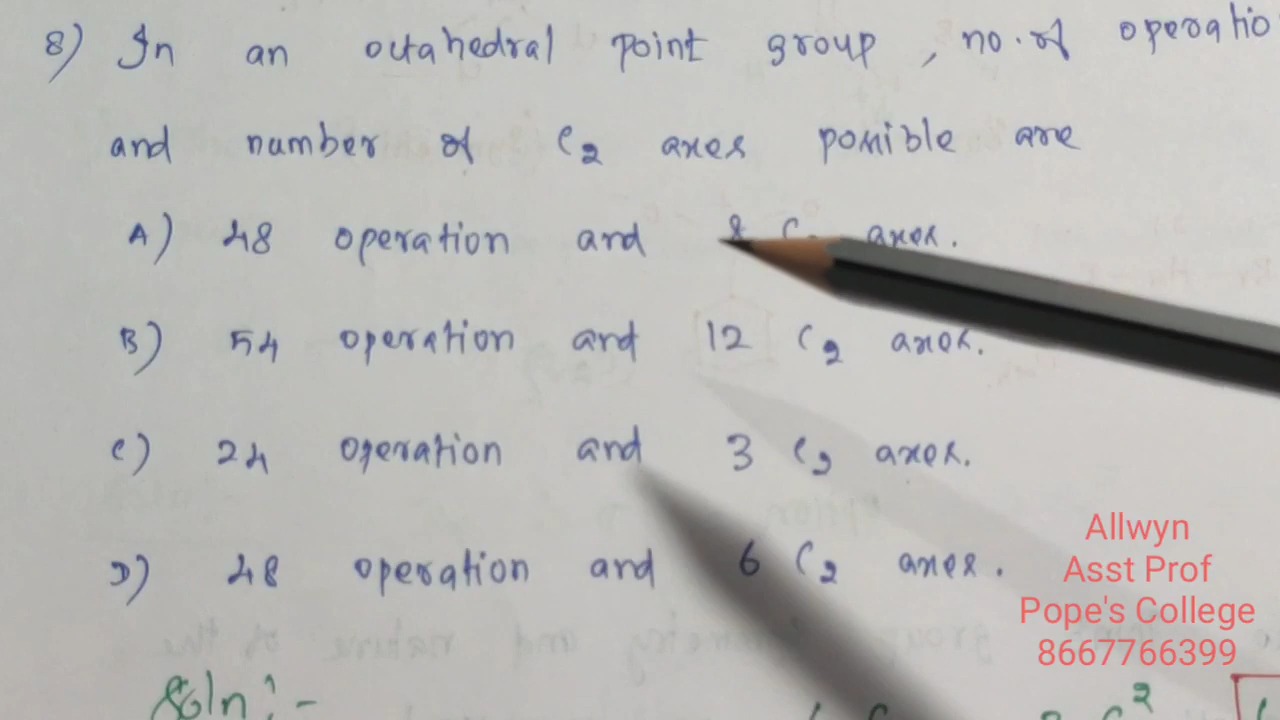 8) In an octahedral point group , no. of operatio
and number of C2 axes possible are
A) 48 operation and 8 C axes.
B) 54 operation and 12 C2 axes.
C) 24 operation and 3 C2 axes.
D) 48 operation and 6 C2 axes.
Allwyn
Asst Prof
Pope's College
8667766399
Soln :-